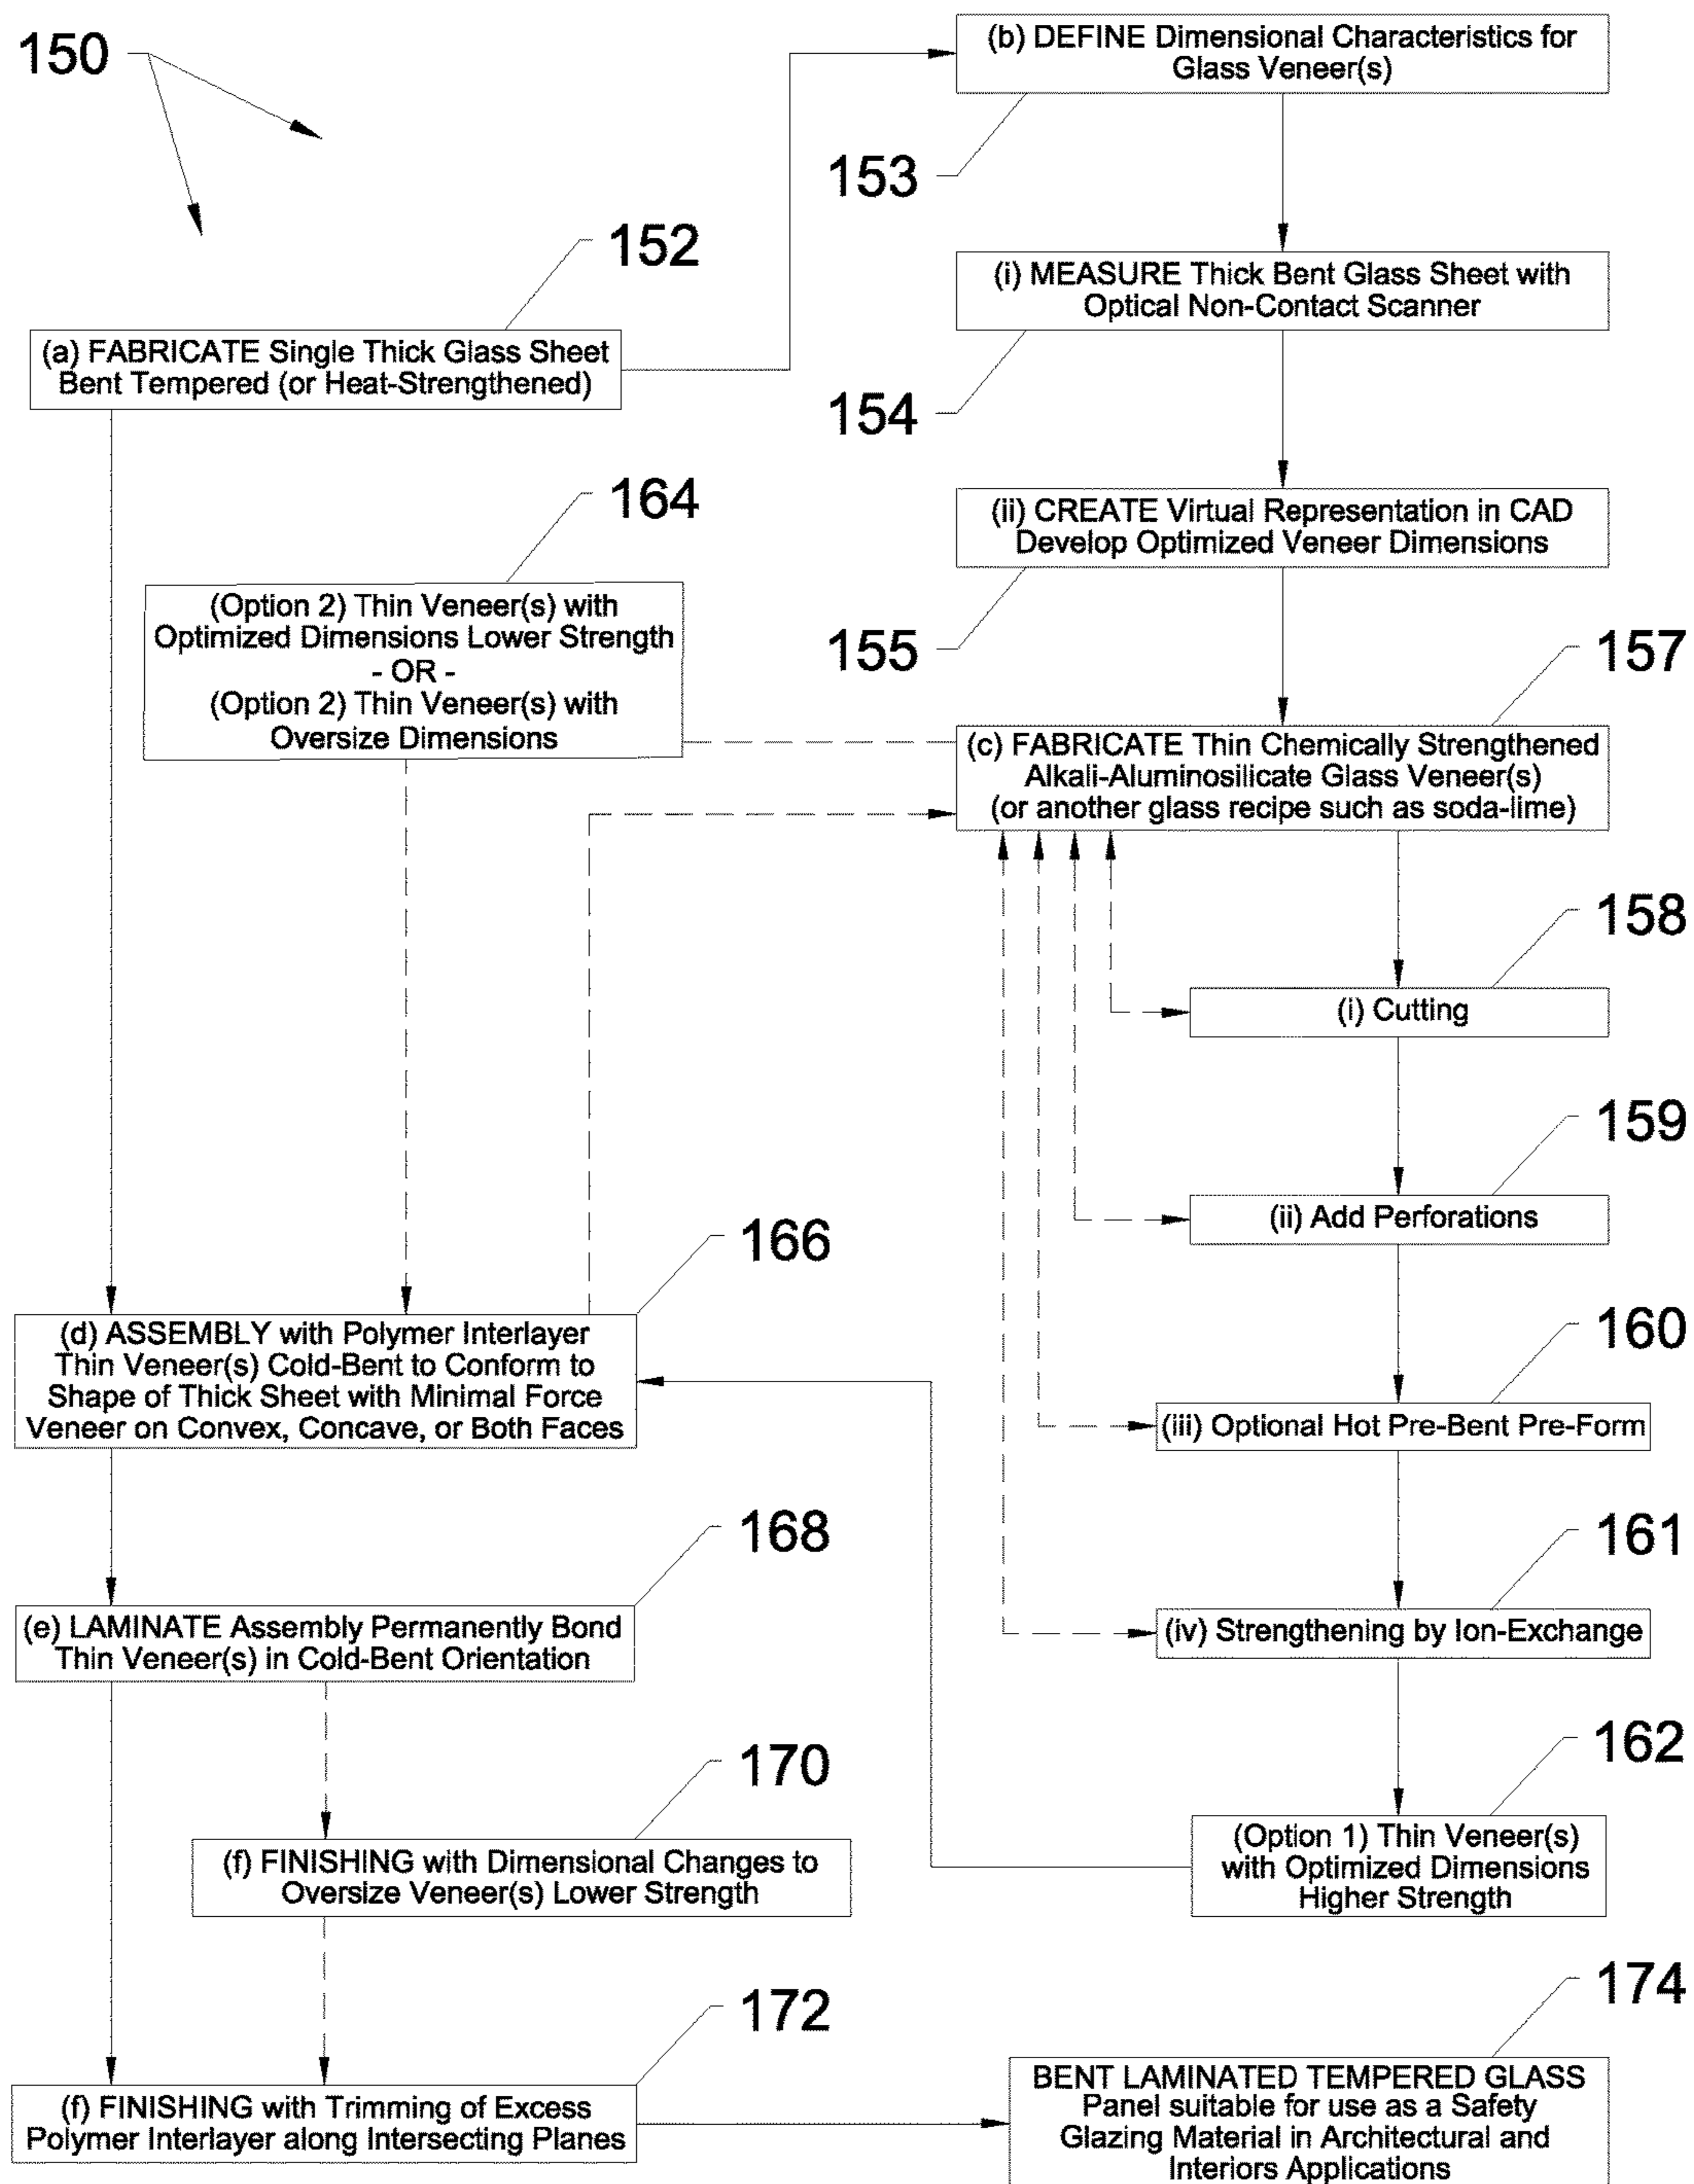 150
(b) DEFINE Dimensional Characteristics for
Glass Veneer(s)
153
152
(i) MEASURE Thick Bent Glass Sheet with
Optical Non-Contact Scanner
(a) FABRICATE Single Thick Glass Sheet
Bent Tempered (or Heat-Strengthened)
154
164
(ii) CREATE Virtual Representation in CAD
Develop Optimized Veneer Dimensions
(Option 2) Thin Veneer(s) with
Optimized Dimensions Lower Strength
- OR -
(Option 2) Thin Veneer(s) with
Oversize Dimensions
155
157
(c) FABRICATE Thin Chemically Strengthened
Alkali-Aluminosilicate Glass Veneer(s)
(or another glass recipe such as soda-lime)
158
(i) Cutting
159
(ii) Add Perforations
166
(d) ASSEMBLY with Polymer Interlayer
Thin Veneer(s) Cold-Bent to Conform to
Shape of Thick Sheet with Minimal Force
Veneer on Convex, Concave, or Both Faces
160
(iii) Optional Hot Pre-Bent Pre-Form
168
161
(e) LAMINATE Assembly Permanently Bond
Thin Veneer(s) in Cold-Bent Orientation
(iv) Strengthening by Ion-Exchange
170
162
(f) FINISHING with Dimensional Changes to
Oversize Veneer(s) Lower Strength
(Option 1) Thin Veneer(s)
with Optimized Dimensions
Higher Strength
172
174
(f) FINISHING with Trimming of Excess
Polymer Interlayer along Intersecting Planes
BENT LAMINATED TEMPERED GLASS
Panel suitable for use as a Safety
Glazing Material in Architectural and
Interiors Applications